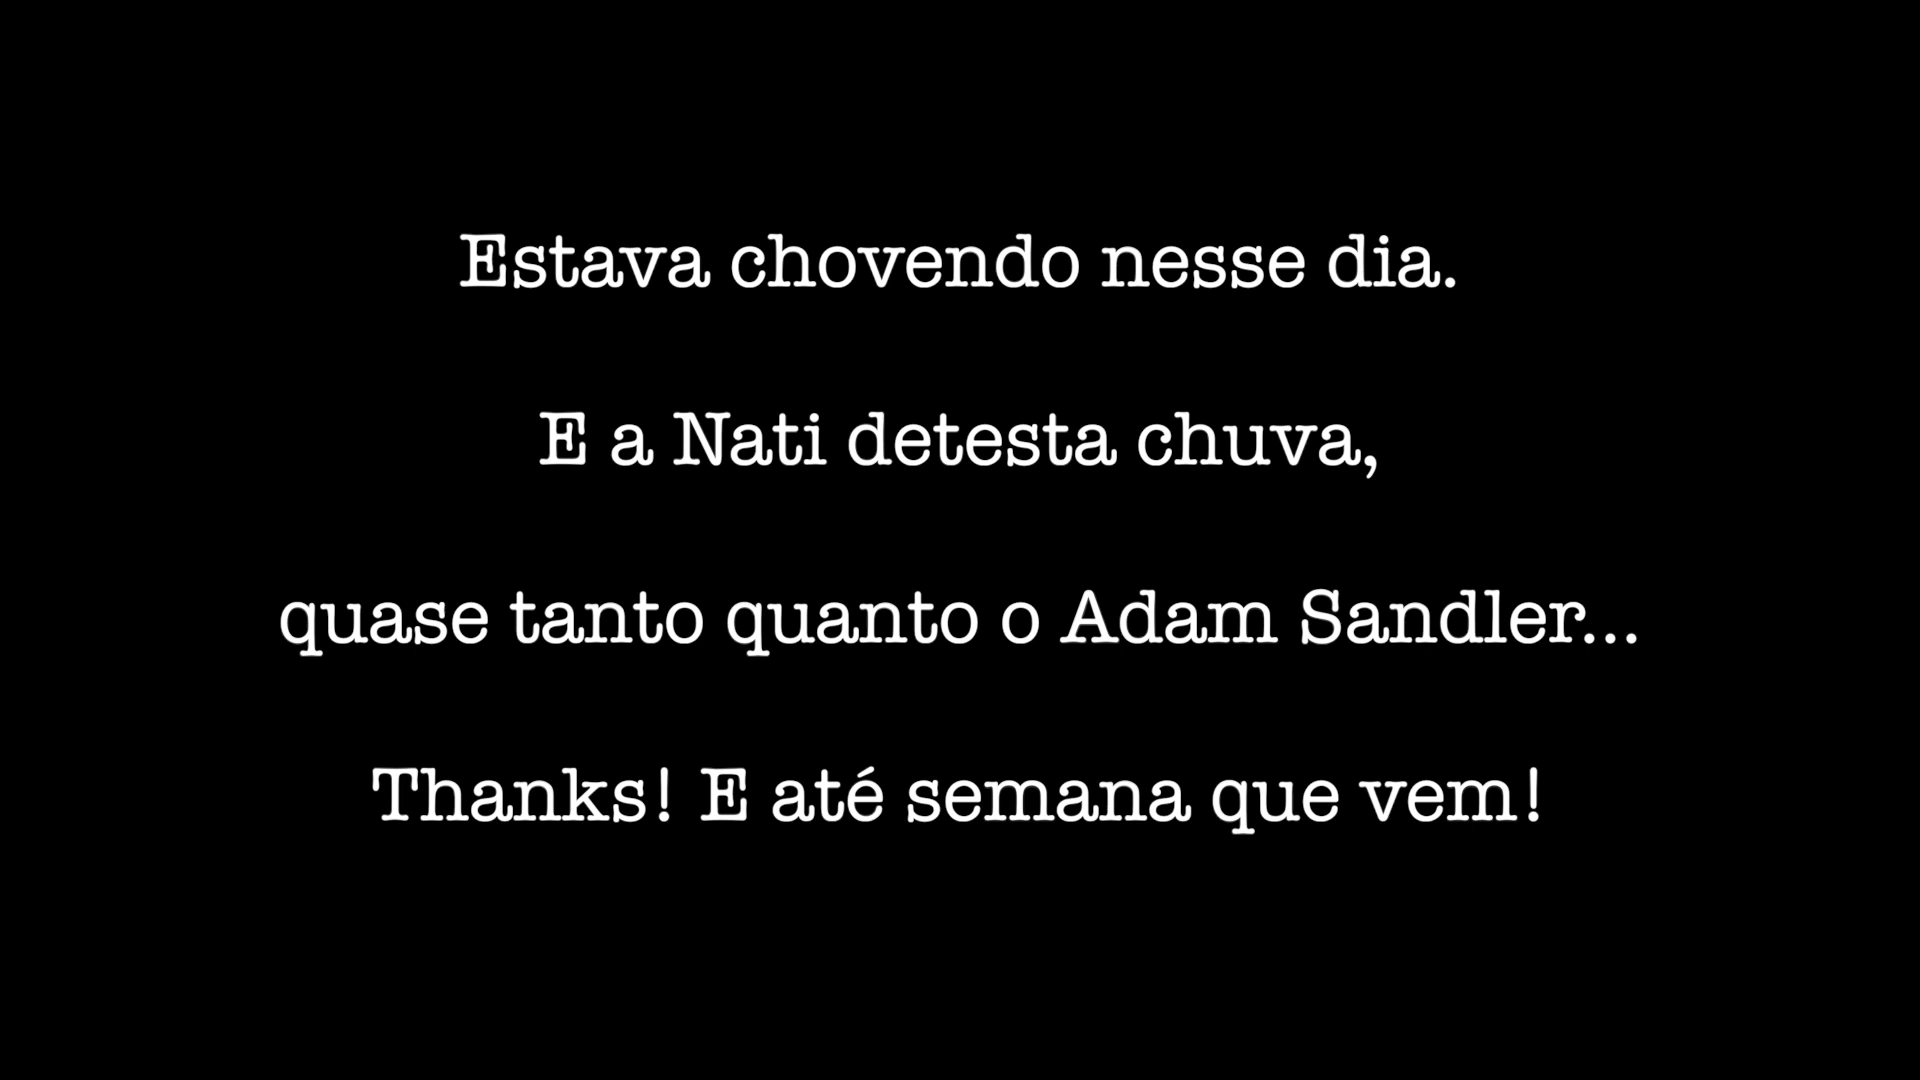 Estava chovendo nesse dia.
E a Nati detesta chuva,
quase tanto quanto o Adam Sandler...
Thanks! E até semana que vem!